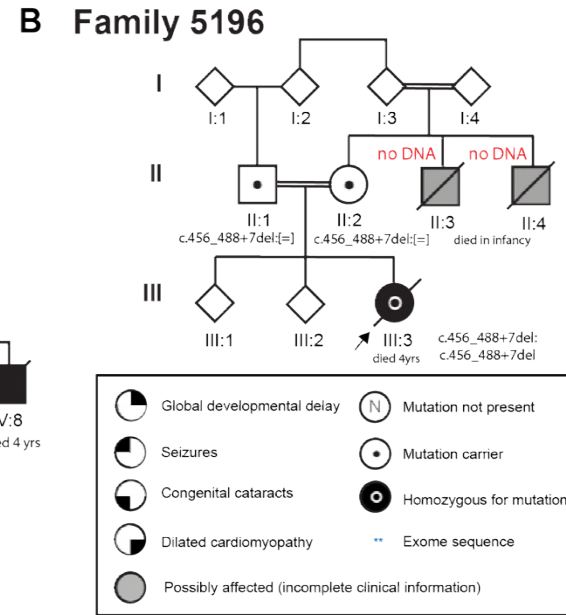 B Family 5196
I
I:1 I:2 I:3 I:4
no DNA no DNA
II
II:1 II:2 II:3 II:4
c.456_488+7del:[=] c.456_488+7del:[=] died in infancy
III
III:1 III:2 III:3 c.456_488+7del:
died 4yrs c.456_488+7del
V:8
ed 4 yrs
Global developmental delay N Mutation not present
Seizures Mutation carrier
Congenital cataracts Homozygous for mutation
Dilated cardiomyopathy ** Exome sequence
Possibly affected (incomplete clinical information)